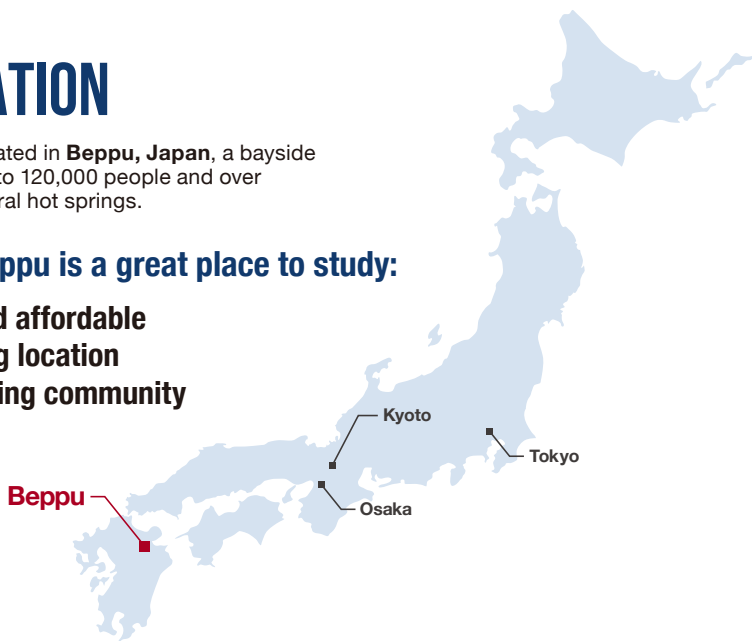 ATION
ated in Beppu, Japan, a bayside
to 120,000 people and over
ral hot springs.
ppu is a great place to study:
d affordable
g location
ing community
Kyoto
Tokyo
Beppu
Osaka